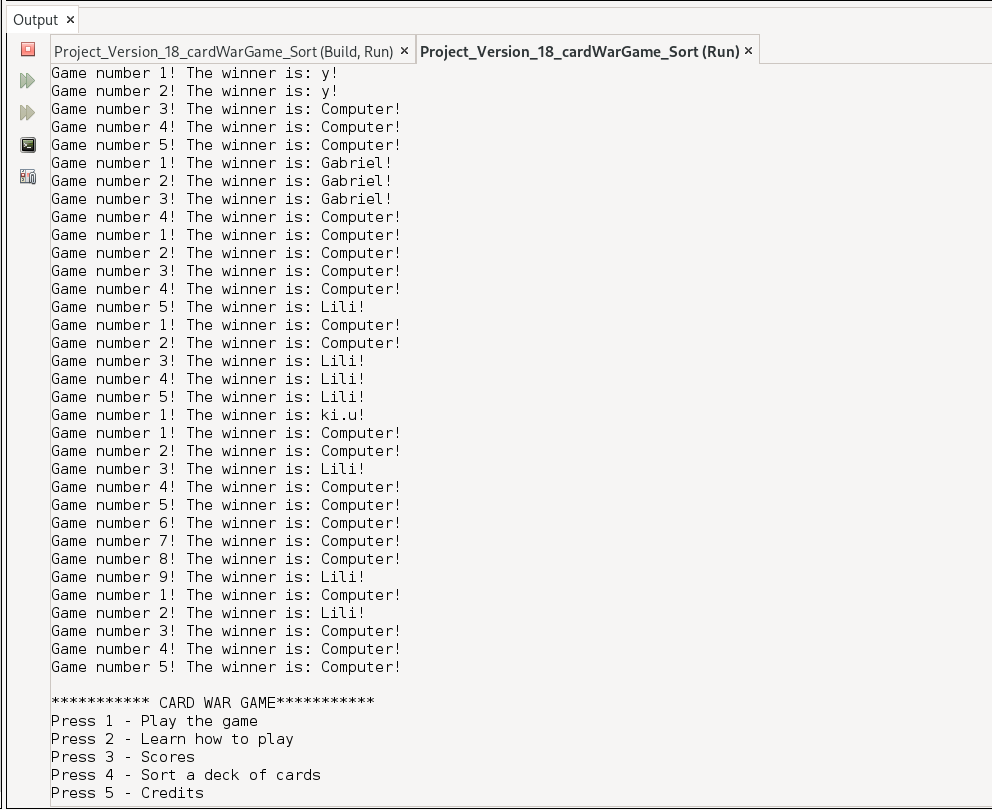 Output ×
Project_Version_18_cardWarGame_Sort (Build, Run) × Project_Version_18_cardWarGame_Sort (Run) ×
Game number 1! The winner is: y!
Game number 2! The winner is: y!
Game number 3! The winner is: Computer!
Game number 4! The winner is: Computer!
Game number 5! The winner is: Computer!
Game number 1! The winner is: Gabriel!
Game number 2! The winner is: Gabriel!
Game number 3! The winner is: Gabriel!
Game number 4! The winner is: Computer!
Game number 1! The winner is: Computer!
Game number 2! The winner is: Computer!
Game number 3! The winner is: Computer!
Game number 4! The winner is: Computer!
Game number 5! The winner is: Lili!
Game number 1! The winner is: Computer!
Game number 2! The winner is: Computer!
Game number 3! The winner is: Lili!
Game number 4! The winner is: Lili!
Game number 5! The winner is: Lili!
Game number 1! The winner is: ki.u!
Game number 1! The winner is: Computer!
Game number 2! The winner is: Computer!
Game number 3! The winner is: Lili!
Game number 4! The winner is: Computer!
Game number 5! The winner is: Computer!
Game number 6! The winner is: Computer!
Game number 7! The winner is: Computer!
Game number 8! The winner is: Computer!
Game number 9! The winner is: Lili!
Game number 1! The winner is: Computer!
Game number 2! The winner is: Lili!
Game number 3! The winner is: Computer!
Game number 4! The winner is: Computer!
Game number 5! The winner is: Computer!
*********** CARD WAR GAME***********
Press 1 - Play the game
Press 2 - Learn how to play
Press 3 - Scores
Press 4 - Sort a deck of cards
Press 5 - Credits